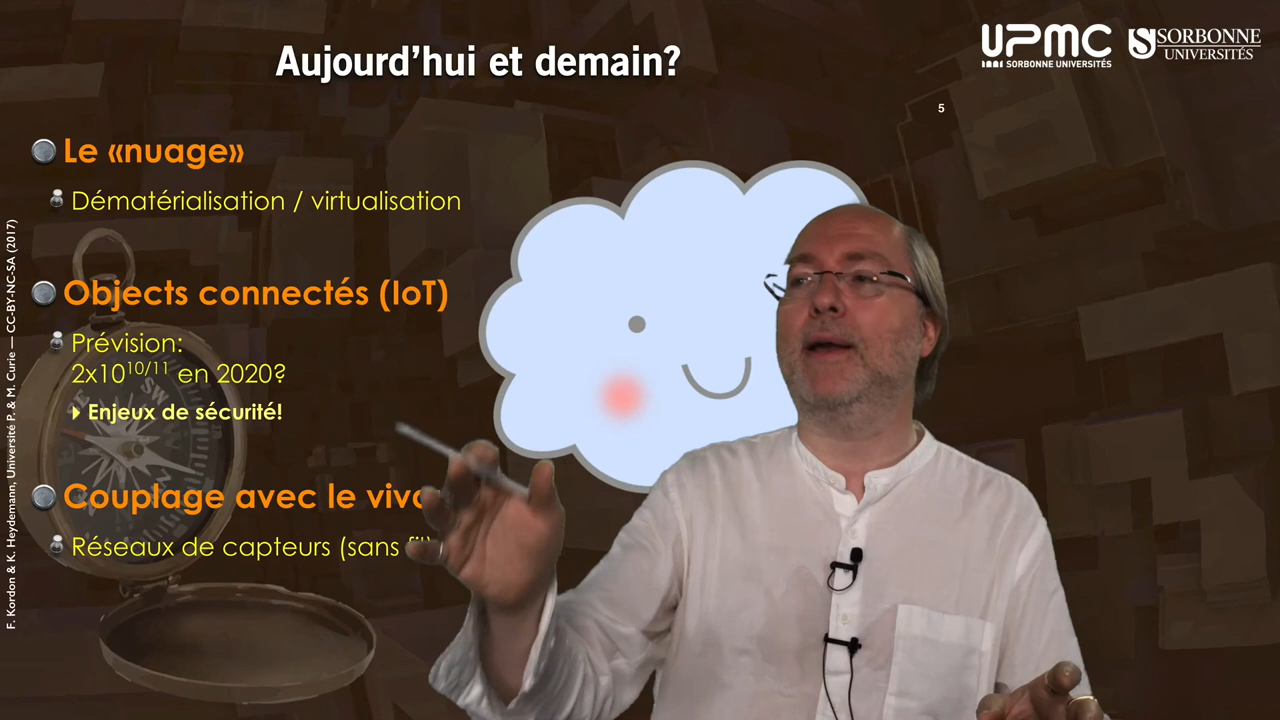 Aujourd’hui et demain?
UPMC
SORBONNE UNIVERSITÉS
SORBONNE
UNIVERSITÉS
5
Le «nuage»
Dématérialisation / virtualisation
Objects connectés (IoT)
Prévision:
2x10^10/11 en 2020?
Enjeux de sécurité!
Couplage avec le
Réseaux de capteurs (sans
F. Kordon & K. Heydemann, Université P. & M. Curie — CC-BY-NC-SA (2017)
SW